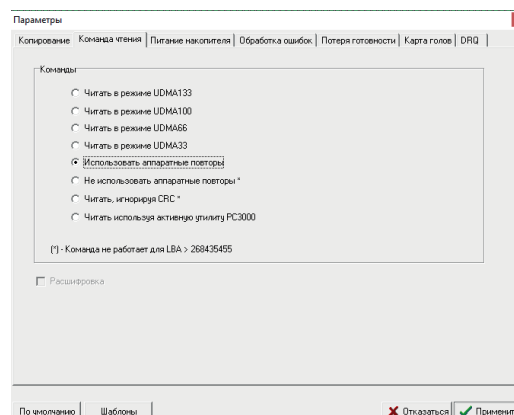 Параметры
Копирование Команда чтения Питание накопителя Обработка ошибок Потеря готовности Карта голов DRQ
Команды
Читать в режиме UDMA133
Читать в режиме UDMA100
Читать в режиме UDMA66
Читать в режиме UDMA33
Использовать аппаратные повторы
Не использовать аппаратные повторы *
Читать, игнорируя CRC *
Читать используя активную утилиту PC3000
(*) - Команда не работает для LBA > 268435455
Расшифровка
По умолчанию Шаблоны Отказаться Применит